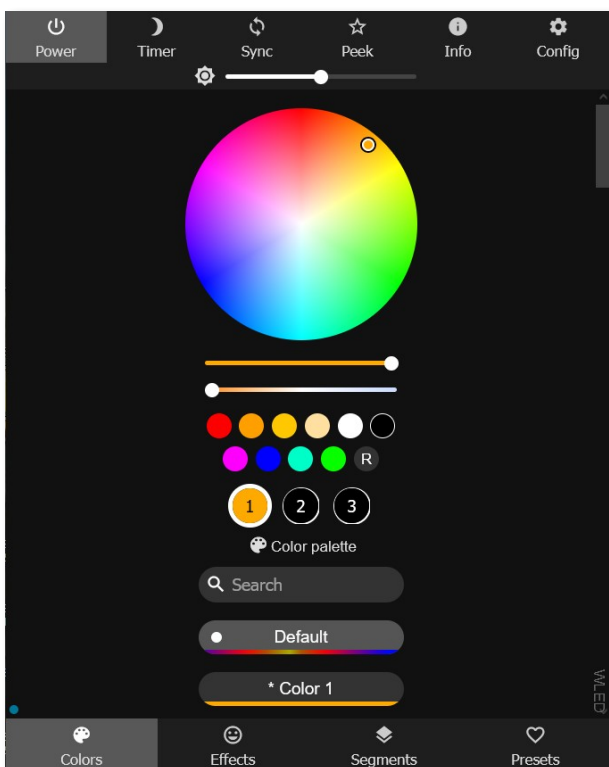 Power Timer Sync Peek Info Config
R
1 2 3
Color palette
Search
Default
* Color 1
WLED
Colors Effects Segments Presets